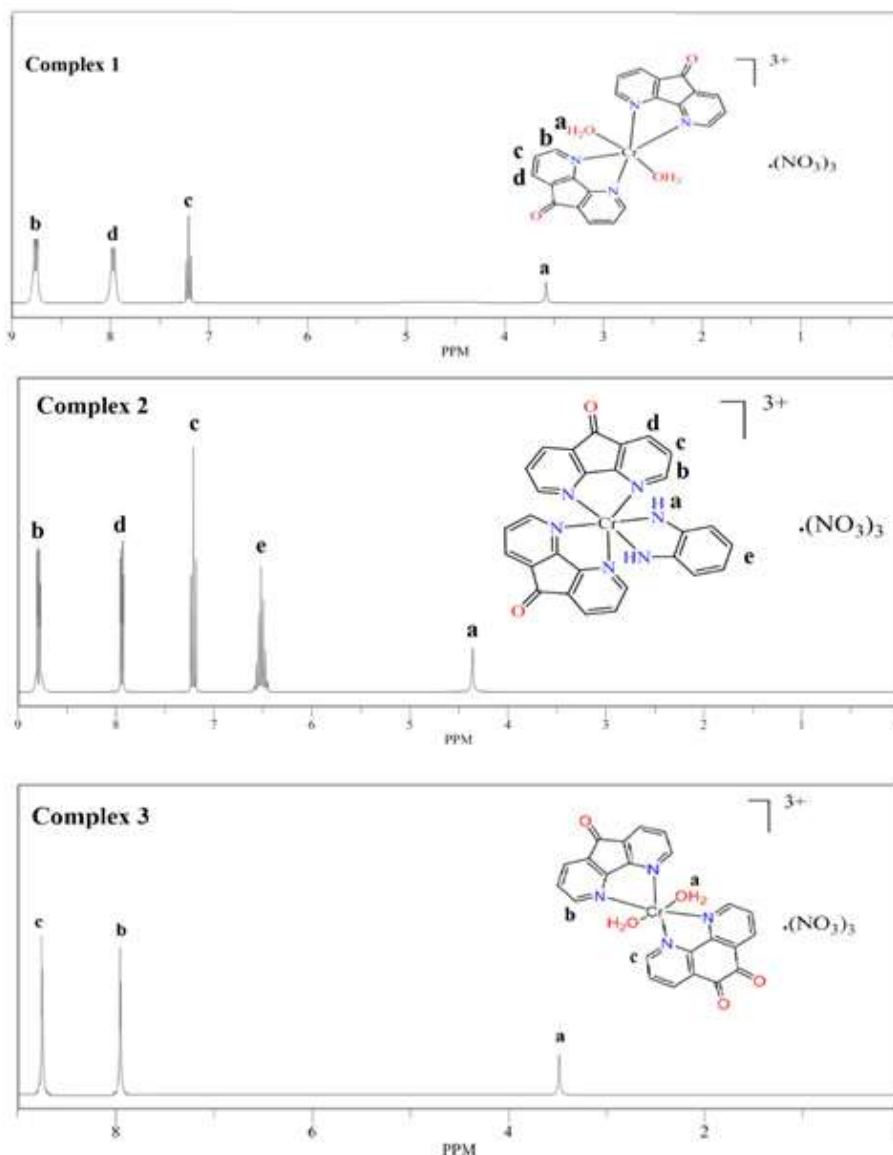 Complex 1
O
3+
N
N
a
H₂O
b
N
Cr
c
d
N
OH₂
O
.(NO₃)₃
c
b
d
a
9 8 7 6 5 4 3 2 1
PPM
Complex 2
3+
O
d
c
b
N
N
a
H
N
N
Cr
HN
N
e
O
.(NO₃)₃
c
b
d
e
a
9 8 7 6 5 4 3 2 1
PPM
Complex 3
3+
O
N
a
N
OH₂
Cr
b
H₂O
N
N
c
O
O
.(NO₃)₃
c
b
a
8 6 4 2
PPM